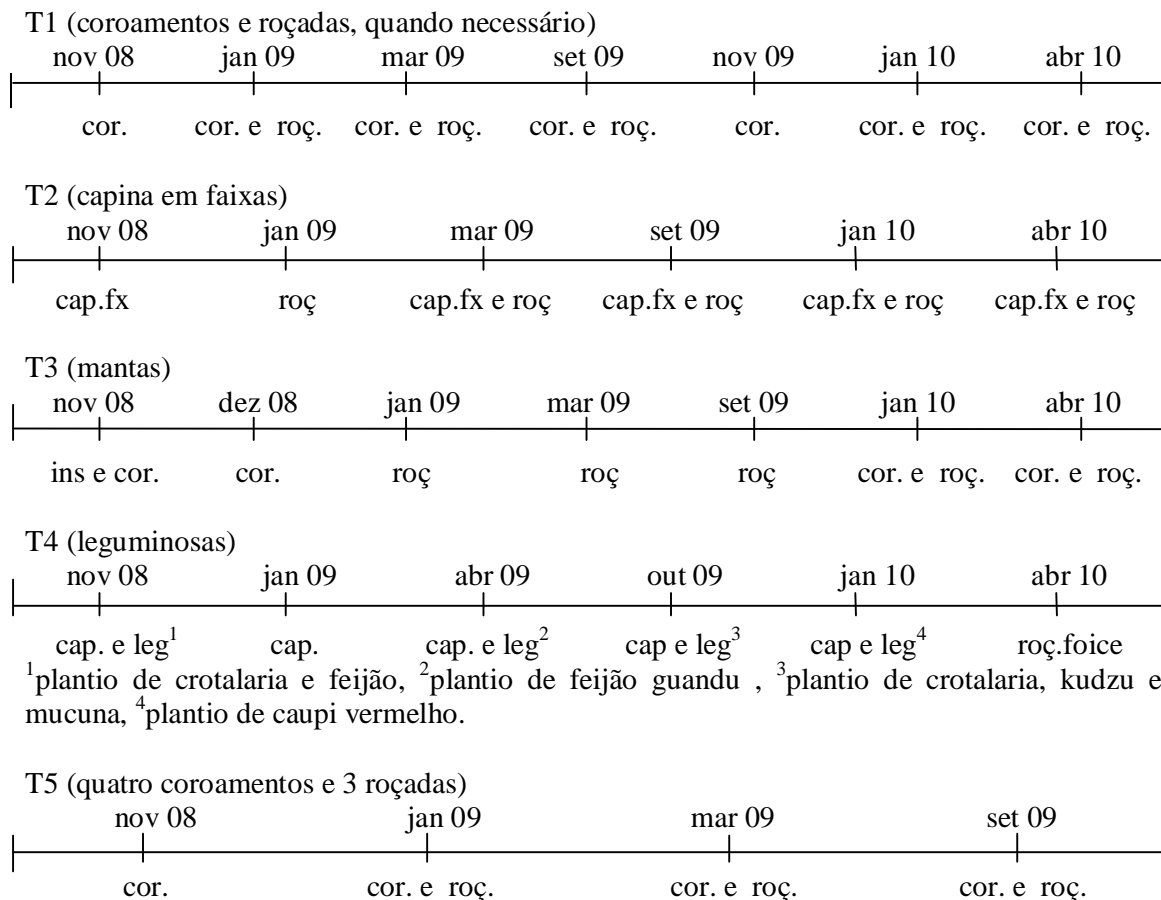 T1 (coroamentos e roçadas, quando necessário)
nov 08 jan 09 mar 09 set 09 nov 09 jan 10 abr 10
cor. cor. e roç. cor. e roç. cor. e roç. cor. cor. e roç. cor. e roç.
T2 (capina em faixas)
nov 08 jan 09 mar 09 set 09 jan 10 abr 10
cap.fx roç cap.fx e roç cap.fx e roç cap.fx e roç cap.fx e roç
T3 (mantas)
nov 08 dez 08 jan 09 mar 09 set 09 jan 10 abr 10
ins e cor. cor. roç roç roç cor. e roç. cor. e roç.
T4 (leguminosas)
nov 08 jan 09 abr 09 out 09 jan 10 abr 10
cap. e leg¹ cap. cap. e leg² cap e leg³ cap e leg⁴ roç.foice
¹plantio de crotalaria e feijão, ²plantio de feijão guandu , ³plantio de crotalaria, kudzu e
mucuna, ⁴plantio de caupi vermelho.
T5 (quatro coroamentos e 3 roçadas)
nov 08 jan 09 mar 09 set 09
cor. cor. e roç. cor. e roç. cor. e roç.